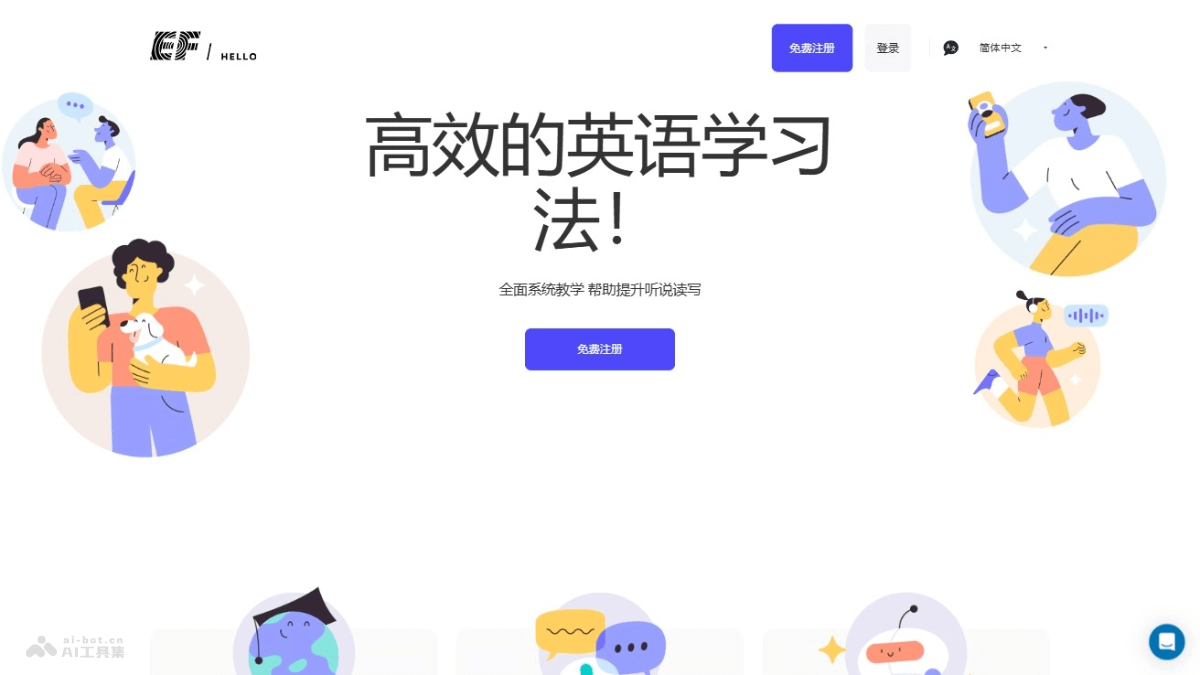 EF / HELLO
免费注册
登录
简体中文
高效的英语学习
法！
全面系统教学 帮助提升听说读写
免费注册
ai-bot.cn
AI工具集